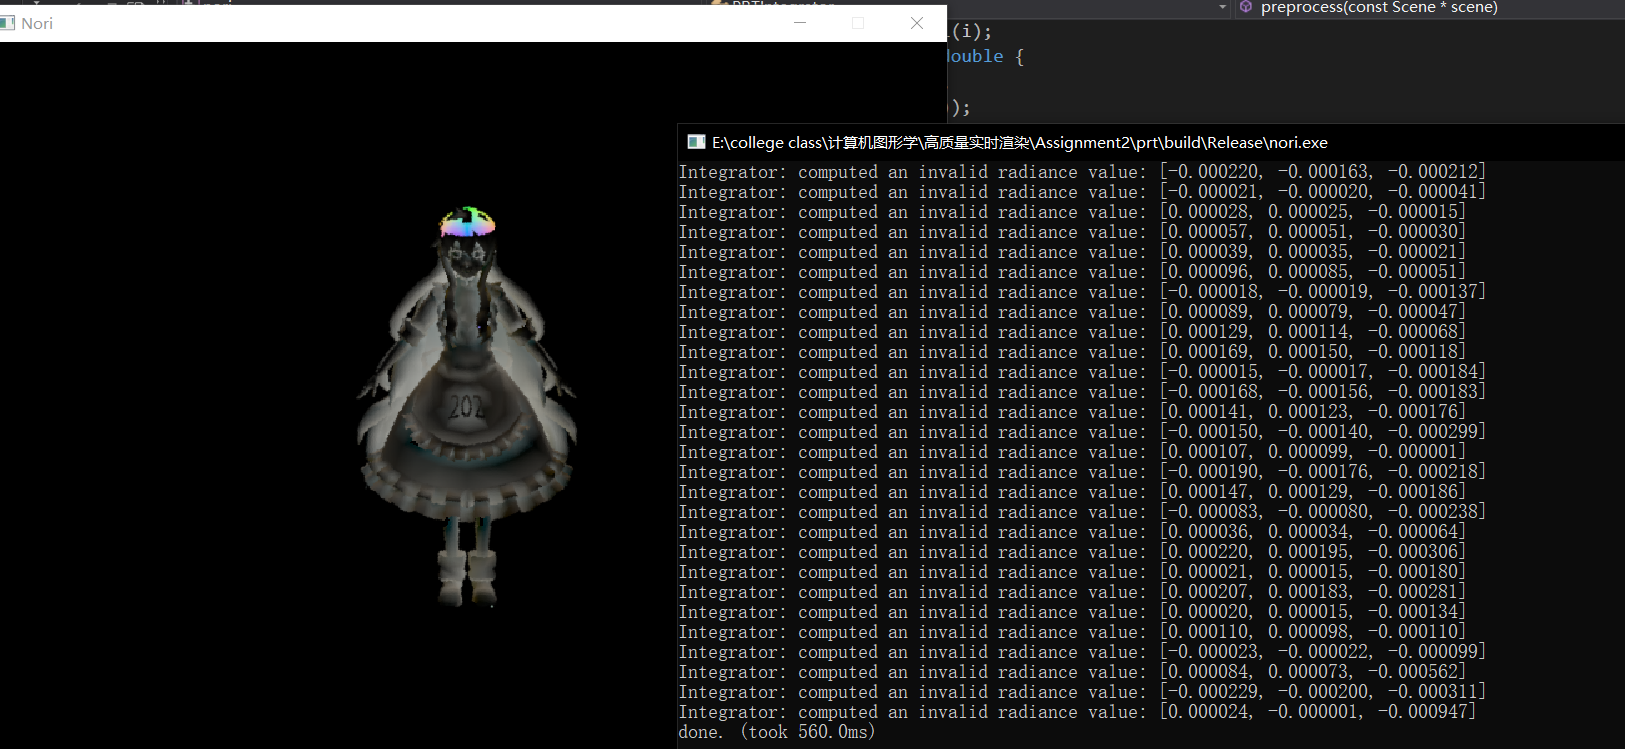 Nori
preprocess(const Scene * scene)
(i);
double {
);
202
E:\college class\计算机图形学\高质量实时渲染\Assignment2\prt\build\Release\nori.exe
Integrator: computed an invalid radiance value: [-0.000220, -0.000163, -0.000212]
Integrator: computed an invalid radiance value: [-0.000021, -0.000020, -0.000041]
Integrator: computed an invalid radiance value: [0.000028, 0.000025, -0.000015]
Integrator: computed an invalid radiance value: [0.000057, 0.000051, -0.000030]
Integrator: computed an invalid radiance value: [0.000039, 0.000035, -0.000021]
Integrator: computed an invalid radiance value: [0.000096, 0.000085, -0.000051]
Integrator: computed an invalid radiance value: [-0.000018, -0.000019, -0.000137]
Integrator: computed an invalid radiance value: [0.000089, 0.000079, -0.000047]
Integrator: computed an invalid radiance value: [0.000129, 0.000114, -0.000068]
Integrator: computed an invalid radiance value: [0.000169, 0.000150, -0.000118]
Integrator: computed an invalid radiance value: [-0.000015, -0.000017, -0.000184]
Integrator: computed an invalid radiance value: [-0.000168, -0.000156, -0.000183]
Integrator: computed an invalid radiance value: [0.000141, 0.000123, -0.000176]
Integrator: computed an invalid radiance value: [-0.000150, -0.000140, -0.000299]
Integrator: computed an invalid radiance value: [0.000107, 0.000099, -0.000001]
Integrator: computed an invalid radiance value: [-0.000190, -0.000176, -0.000218]
Integrator: computed an invalid radiance value: [0.000147, 0.000129, -0.000186]
Integrator: computed an invalid radiance value: [-0.000083, -0.000080, -0.000238]
Integrator: computed an invalid radiance value: [0.000036, 0.000034, -0.000064]
Integrator: computed an invalid radiance value: [0.000220, 0.000195, -0.000306]
Integrator: computed an invalid radiance value: [0.000021, 0.000015, -0.000180]
Integrator: computed an invalid radiance value: [0.000207, 0.000183, -0.000281]
Integrator: computed an invalid radiance value: [0.000020, 0.000015, -0.000134]
Integrator: computed an invalid radiance value: [0.000110, 0.000098, -0.000110]
Integrator: computed an invalid radiance value: [-0.000023, -0.000022, -0.000099]
Integrator: computed an invalid radiance value: [0.000084, 0.000073, -0.000562]
Integrator: computed an invalid radiance value: [-0.000229, -0.000200, -0.000311]
Integrator: computed an invalid radiance value: [0.000024, -0.000001, -0.000947]
done. (took 560.0ms)